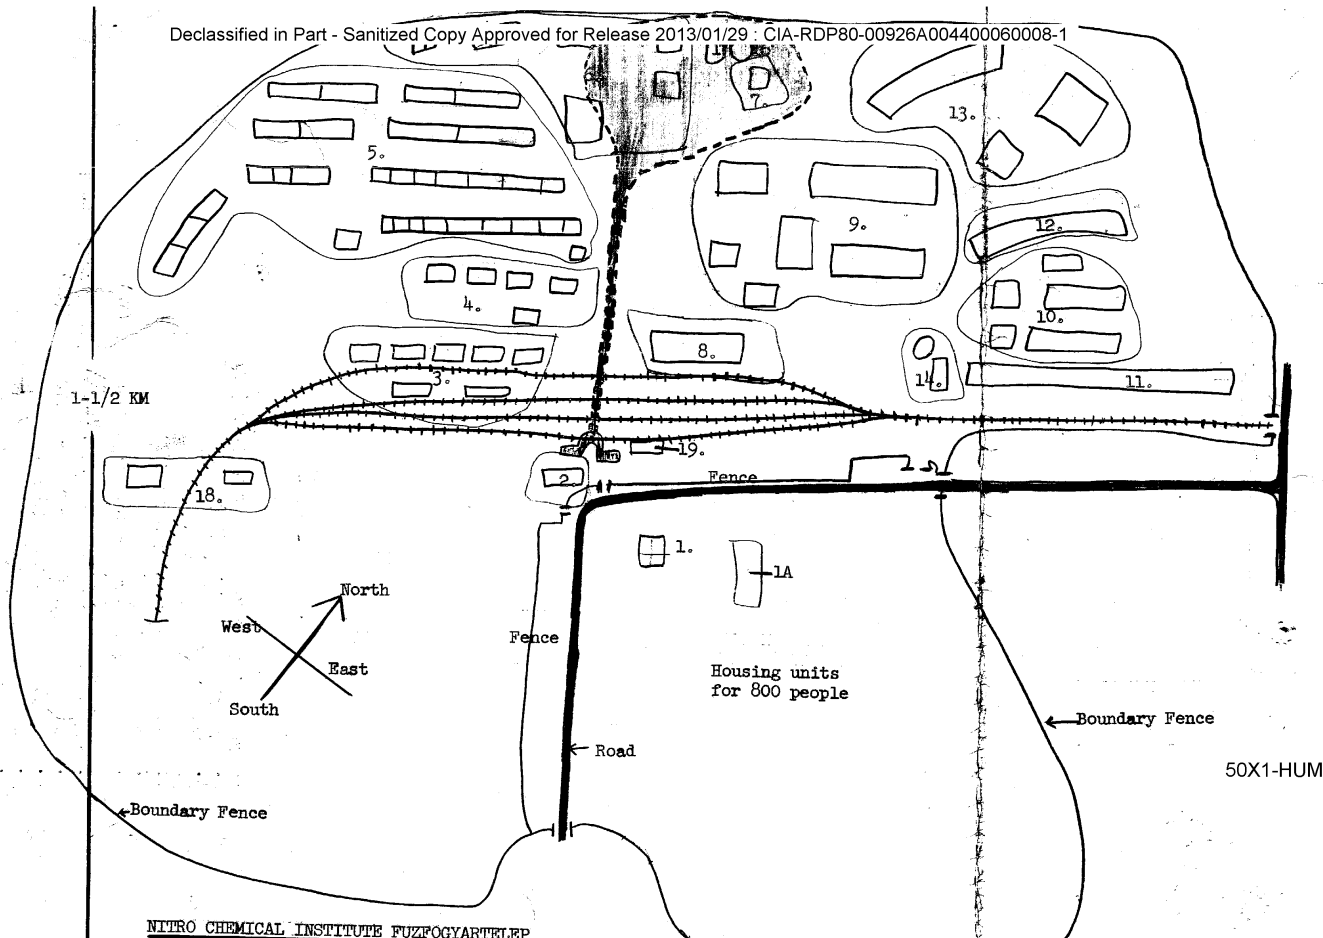 Declassified in Part - Sanitized Copy Approved for Release 2013/01/29 : CIA-RDP80-00926A004400060008-1
7.
13.
5.
9.
12.
4.
10.
8.
3.
14.
11.
1-1/2 KM
19.
2.
Fence
18.
1.
1A
North
West
East
South
Fence
Housing units
for 800 people
Boundary Fence
Road
50X1-HUM
Boundary Fence
NITRO CHEMICAL INSTITUTE FUZFOGYARTELEP